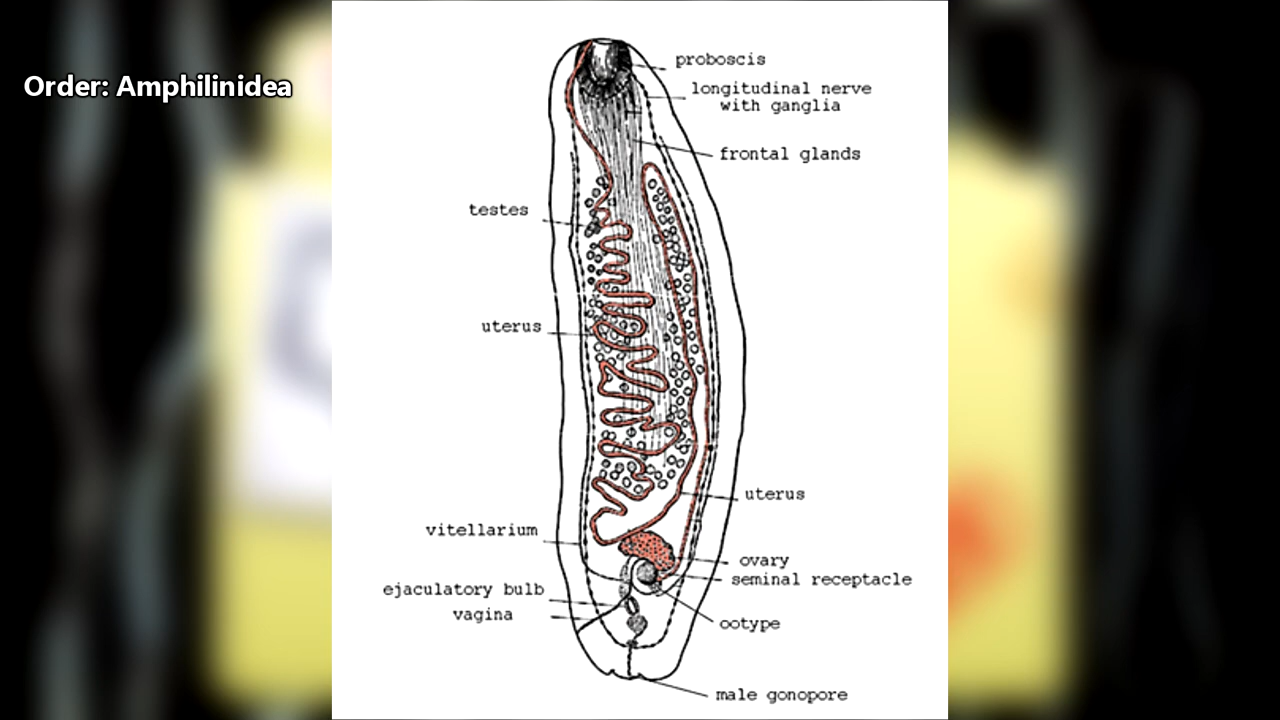 Order: Amphilinidea
proboscis
longitudinal nerve
with ganglia
frontal glands
testes
uterus
uterus
vitellarium
ovary
seminal receptacle
ejaculatory bulb
vagina
ootype
male gonopore